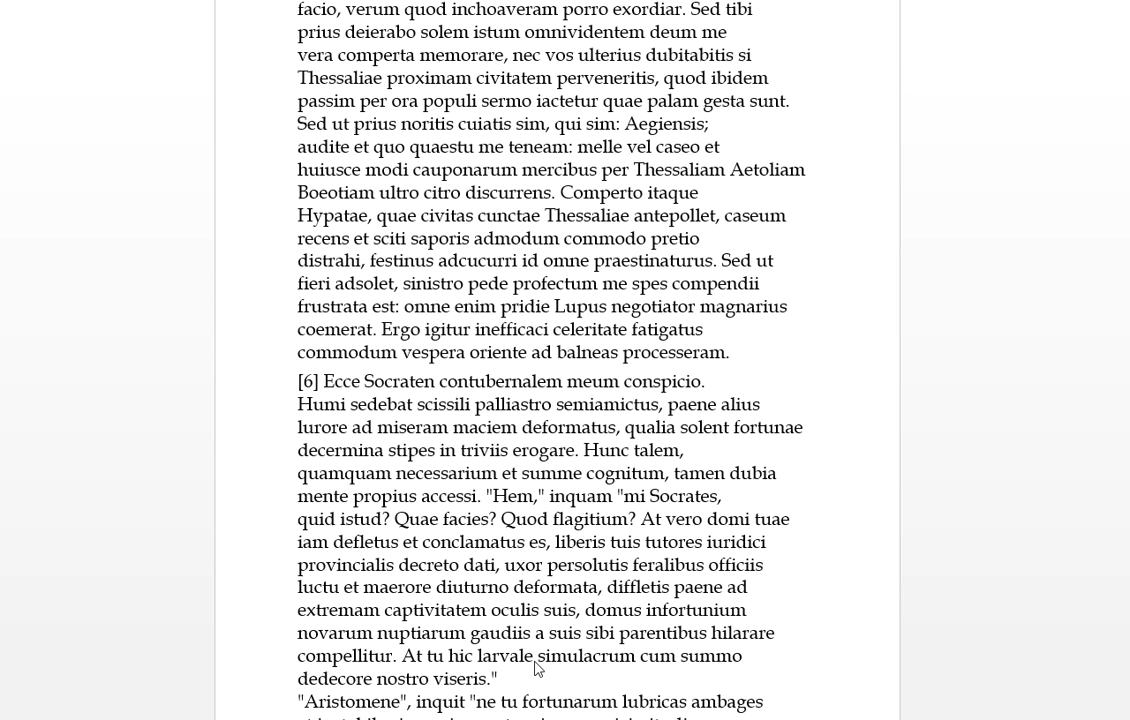 facio, verum quod inchoaveram porro exordiar. Sed tibi
prius deierabo solem istum omnividentem deum me
vera comperta memorare, nec vos ulterius dubitabitis si
Thessaliae proximam civitatem perveneritis, quod ibidem
passim per ora populi sermo iactetur quae palam gesta sunt.
Sed ut prius noritis cuiatis sim, qui sim: Aegiensis;
audite et quo quaestu me teneam: melle vel caseo et
huiusce modi cauponarum mercibus per Thessaliam Aetoliam
Boeotiam ultro citro discurrens. Comperto itaque
Hypatae, quae civitas cunctae Thessaliae antepollet, caseum
recens et sciti saporis admodum commodo pretio
distrahi, festinus adcucurri id omne praestinaturus. Sed ut
fieri adsolet, sinistro pede profectum me spes compendii
frustrata est: omne enim pridie Lupus negotiator magnarius
coemerat. Ergo igitur inefficaci celeritate fatigatus
commodum vespera oriente ad balneas processeram.
[6] Ecce Socraten contubernalem meum conspicio.
Humi sedebat scissili palliastro semiamictus, paene alius
lurore ad miseram maciem deformatus, qualia solent fortunae
decermina stipes in triviis erogare. Hunc talem,
quamquam necessarium et summe cognitum, tamen dubia
mente propius accessi. "Hem," inquam "mi Socrates,
quid istud? Quae facies? Quod flagitium? At vero domi tuae
iam defletus et conclamatus es, liberis tuis tutores iuridici
provincialis decreto dati, uxor persolutis feralibus officiis
luctu et maerore diuturno deformata, diffletis paene ad
extremam captivitatem oculis suis, domus infortunium
novarum nuptiarum gaudiis a suis sibi parentibus hilarare
compellitur. At tu hic larvale simulacrum cum summo
dedecore nostro viseris."
"Aristomene", inquit "ne tu fortunarum lubricas ambages